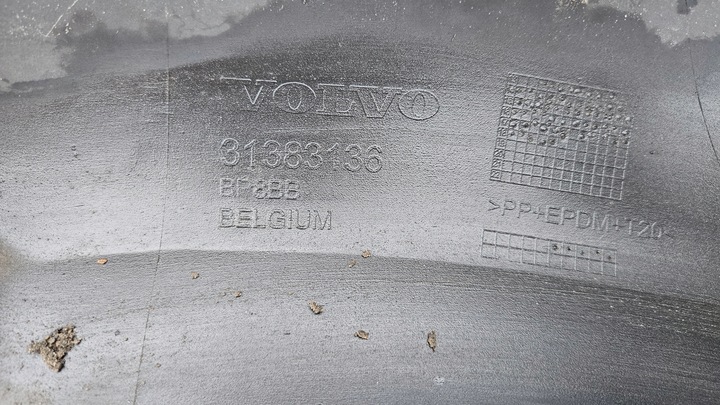 VOLVO
31383136
BF8BB
BELGIUM
>PP+EPDM+T20<